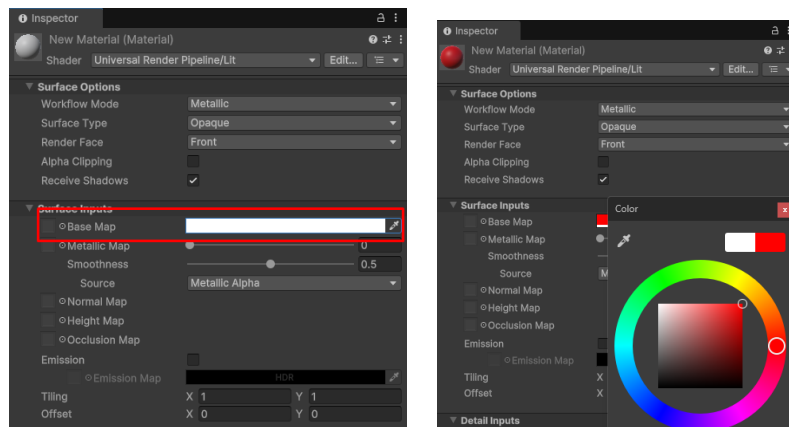 Inspector
New Material (Material)
Shader Universal Render Pipeline/Lit Edit...
Surface Options
Workflow Mode Metallic
Surface Type Opaque
Render Face Front
Alpha Clipping
Receive Shadows
Surface Inputs
Base Map
Metallic Map 0
Smoothness 0.5
Source Metallic Alpha
Normal Map
Height Map
Occlusion Map
Emission
Emission Map HDR
Tiling X 1 Y 1
Offset X 0 Y 0
Inspector
New Material (Material)
Shader Universal Render Pipeline/Lit Edit...
Surface Options
Workflow Mode Metallic
Surface Type Opaque
Render Face Front
Alpha Clipping
Receive Shadows
Surface Inputs
Color x
Base Map
Metallic Map
Smoothness
Source M
Normal Map
Height Map
Occlusion Map
Emission
Emission Map
Tiling X
Offset X
Detail Inputs